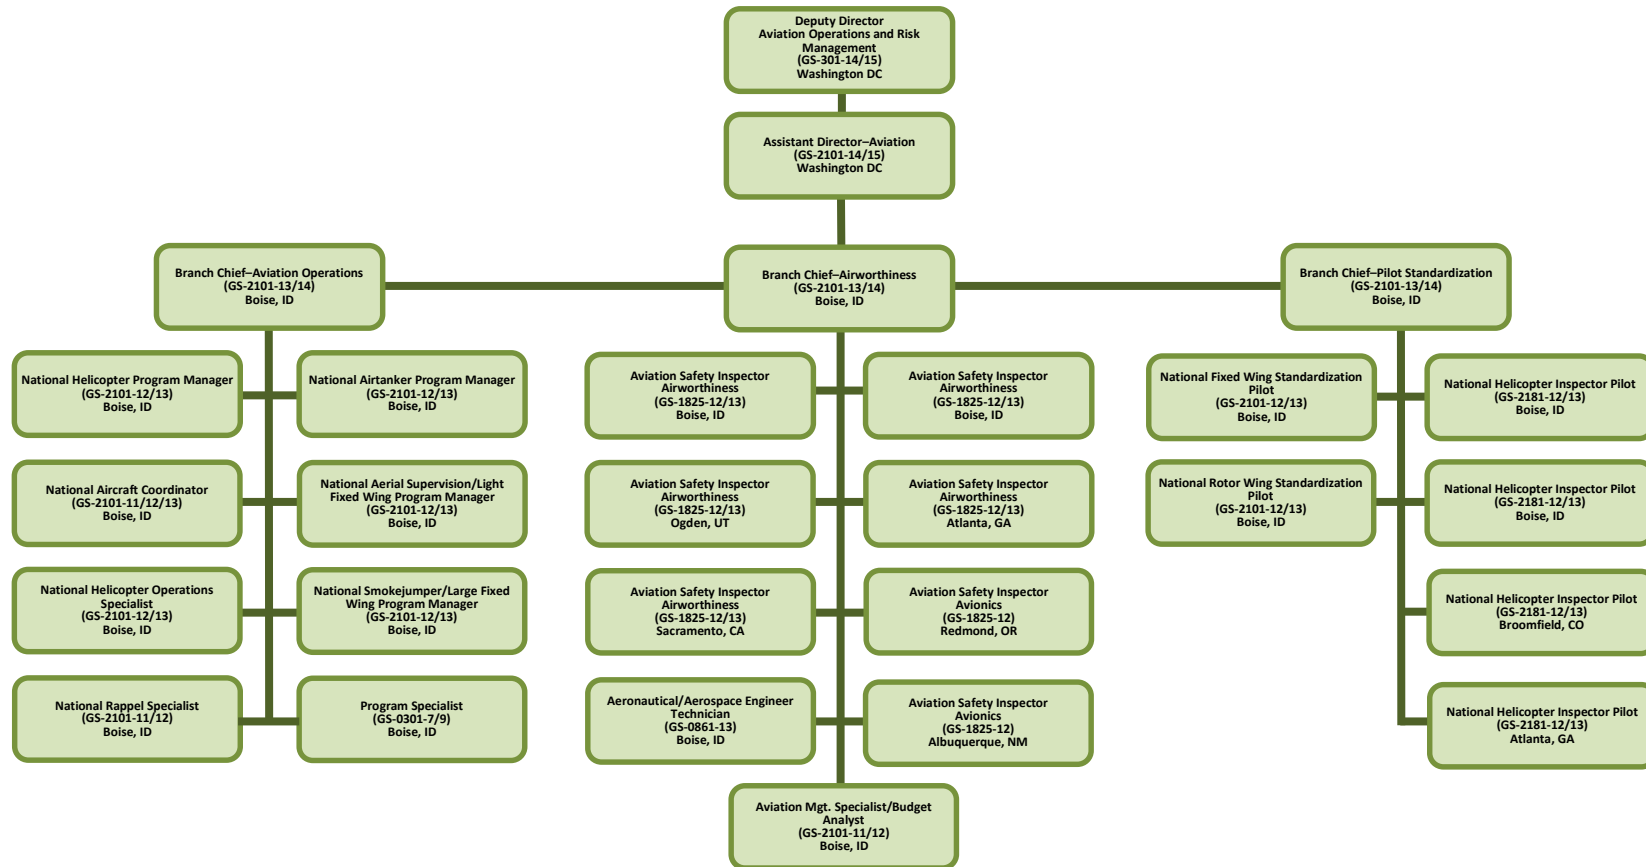 Deputy Director
Aviation Operations and Risk
Management
(GS-301-14/15)
Washington DC
Assistant Director–Aviation
(GS-2101-14/15)
Washington DC
Branch Chief–Aviation Operations
(GS-2101-13/14)
Boise, ID
Branch Chief–Airworthiness
(GS-2101-13/14)
Boise, ID
Branch Chief–Pilot Standardization
(GS-2101-13/14)
Boise, ID
National Helicopter Program Manager
(GS-2101-12/13)
Boise, ID
National Airtanker Program Manager
(GS-2101-12/13)
Boise, ID
National Aircraft Coordinator
(GS-2101-11/12/13)
Boise, ID
National Aerial Supervision/Light
Fixed Wing Program Manager
(GS-2101-12/13)
Boise, ID
National Helicopter Operations
Specialist
(GS-2101-12/13)
Boise, ID
National Smokejumper/Large Fixed
Wing Program Manager
(GS-2101-12/13)
Boise, ID
National Rappel Specialist
(GS-2101-11/12)
Boise, ID
Program Specialist
(GS-0301-7/9)
Boise, ID
Aviation Safety Inspector
Airworthiness
(GS-1825-12/13)
Boise, ID
Aviation Safety Inspector
Airworthiness
(GS-1825-12/13)
Boise, ID
Aviation Safety Inspector
Airworthiness
(GS-1825-12/13)
Ogden, UT
Aviation Safety Inspector
Airworthiness
(GS-1825-12/13)
Atlanta, GA
Aviation Safety Inspector
Airworthiness
(GS-1825-12/13)
Sacramento, CA
Aviation Safety Inspector
Avionics
(GS-1825-12)
Redmond, OR
Aeronautical/Aerospace Engineer
Technician
(GS-0861-13)
Boise, ID
Aviation Safety Inspector
Avionics
(GS-1825-12)
Albuquerque, NM
Aviation Mgt. Specialist/Budget
Analyst
(GS-2101-11/12)
Boise, ID
National Fixed Wing Standardization
Pilot
(GS-2101-12/13)
Boise, ID
National Helicopter Inspector Pilot
(GS-2181-12/13)
Boise, ID
National Rotor Wing Standardization
Pilot
(GS-2101-12/13)
Boise, ID
National Helicopter Inspector Pilot
(GS-2181-12/13)
Boise, ID
National Helicopter Inspector Pilot
(GS-2181-12/13)
Broomfield, CO
National Helicopter Inspector Pilot
(GS-2181-12/13)
Atlanta, GA